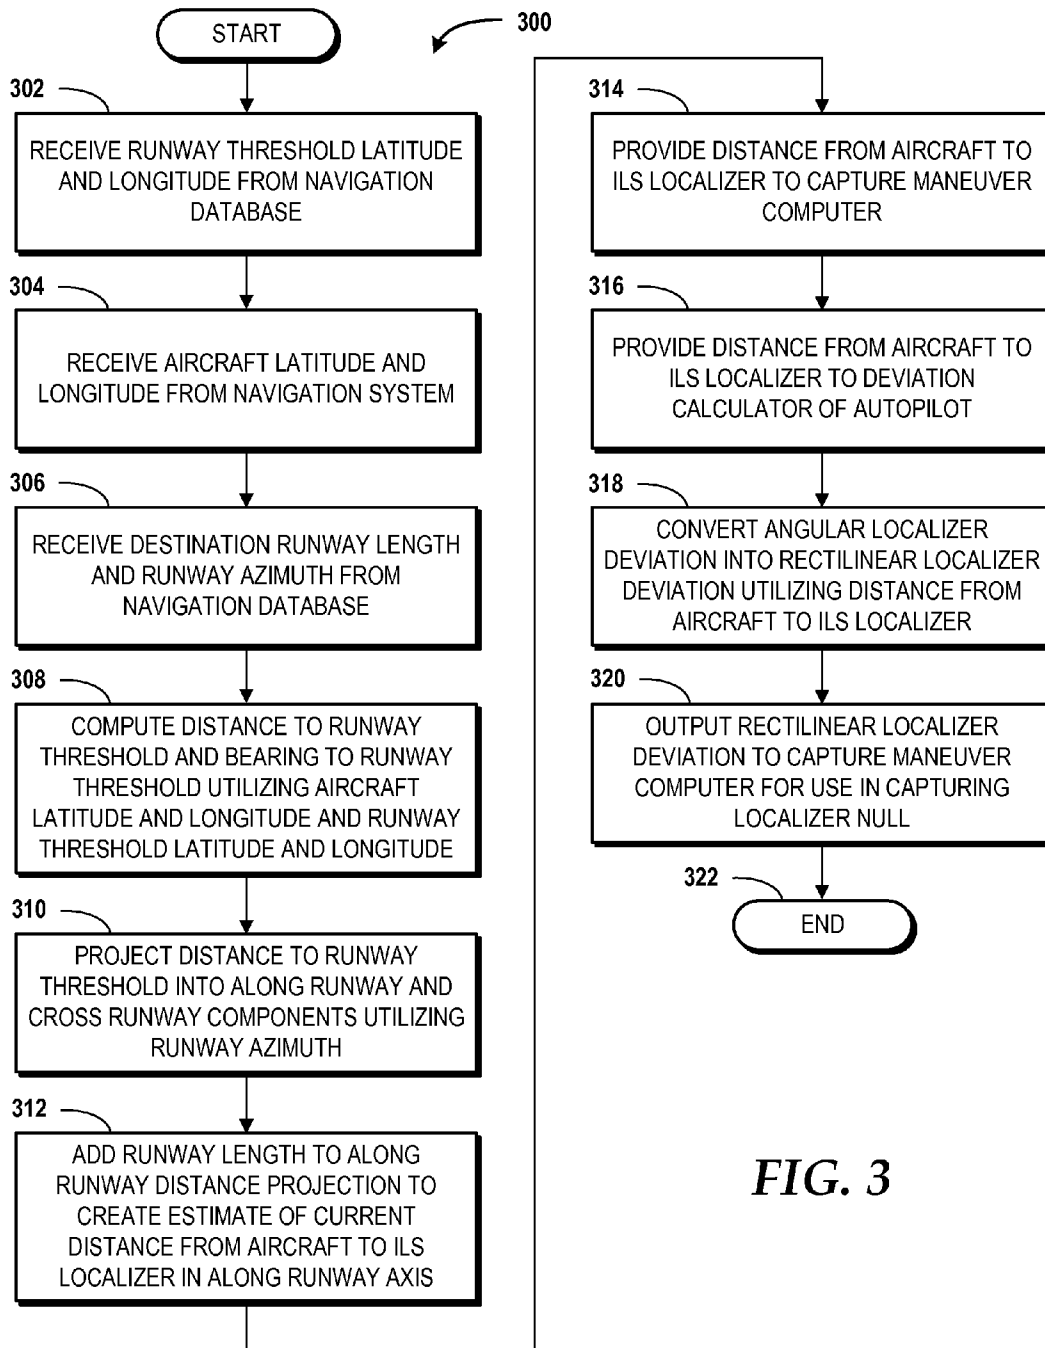 START
300
302
RECEIVE RUNWAY THRESHOLD LATITUDE
AND LONGITUDE FROM NAVIGATION
DATABASE
304
RECEIVE AIRCRAFT LATITUDE AND
LONGITUDE FROM NAVIGATION SYSTEM
306
RECEIVE DESTINATION RUNWAY LENGTH
AND RUNWAY AZIMUTH FROM
NAVIGATION DATABASE
308
COMPUTE DISTANCE TO RUNWAY
THRESHOLD AND BEARING TO RUNWAY
THRESHOLD UTILIZING AIRCRAFT
LATITUDE AND LONGITUDE AND RUNWAY
THRESHOLD LATITUDE AND LONGITUDE
310
PROJECT DISTANCE TO RUNWAY
THRESHOLD INTO ALONG RUNWAY AND
CROSS RUNWAY COMPONENTS UTILIZING
RUNWAY AZIMUTH
312
ADD RUNWAY LENGTH TO ALONG
RUNWAY DISTANCE PROJECTION TO
CREATE ESTIMATE OF CURRENT
DISTANCE FROM AIRCRAFT TO ILS
LOCALIZER IN ALONG RUNWAY AXIS
314
PROVIDE DISTANCE FROM AIRCRAFT TO
ILS LOCALIZER TO CAPTURE MANEUVER
COMPUTER
316
PROVIDE DISTANCE FROM AIRCRAFT TO
ILS LOCALIZER TO DEVIATION
CALCULATOR OF AUTOPILOT
318
CONVERT ANGULAR LOCALIZER
DEVIATION INTO RECTILINEAR LOCALIZER
DEVIATION UTILIZING DISTANCE FROM
AIRCRAFT TO ILS LOCALIZER
320
OUTPUT RECTILINEAR LOCALIZER
DEVIATION TO CAPTURE MANEUVER
COMPUTER FOR USE IN CAPTURING
LOCALIZER NULL
322
END
FIG. 3